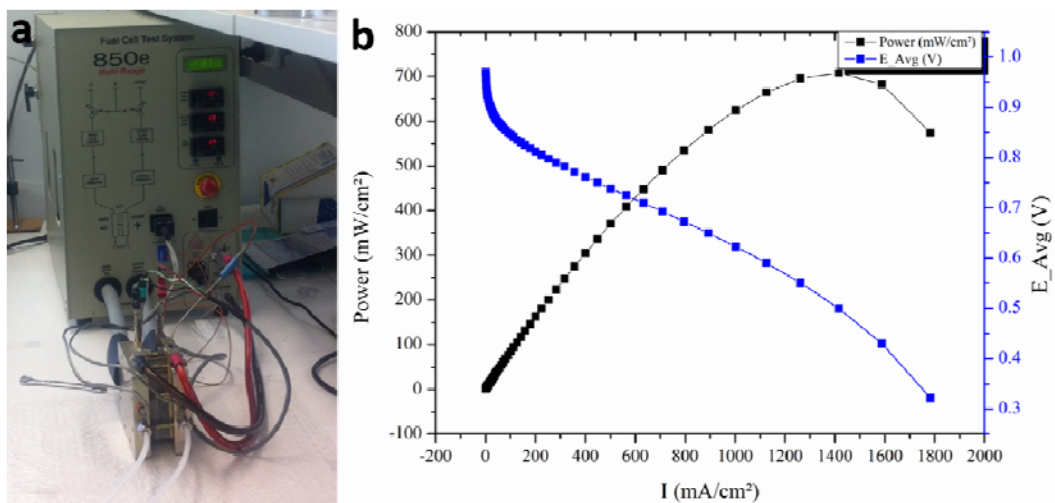 a
Fuel Cell Test System
850e
Multi Range
b
Power (mW/cm²)
E_Avg (V)
800
700
600
500
400
300
200
100
0
-100
Power (mW/cm²)
-200 0 200 400 600 800 1000 1200 1400 1600 1800 2000
I (mA/cm²)
1.0
0.9
0.8
0.7
0.6
0.5
0.4
0.3
E_Avg (V)